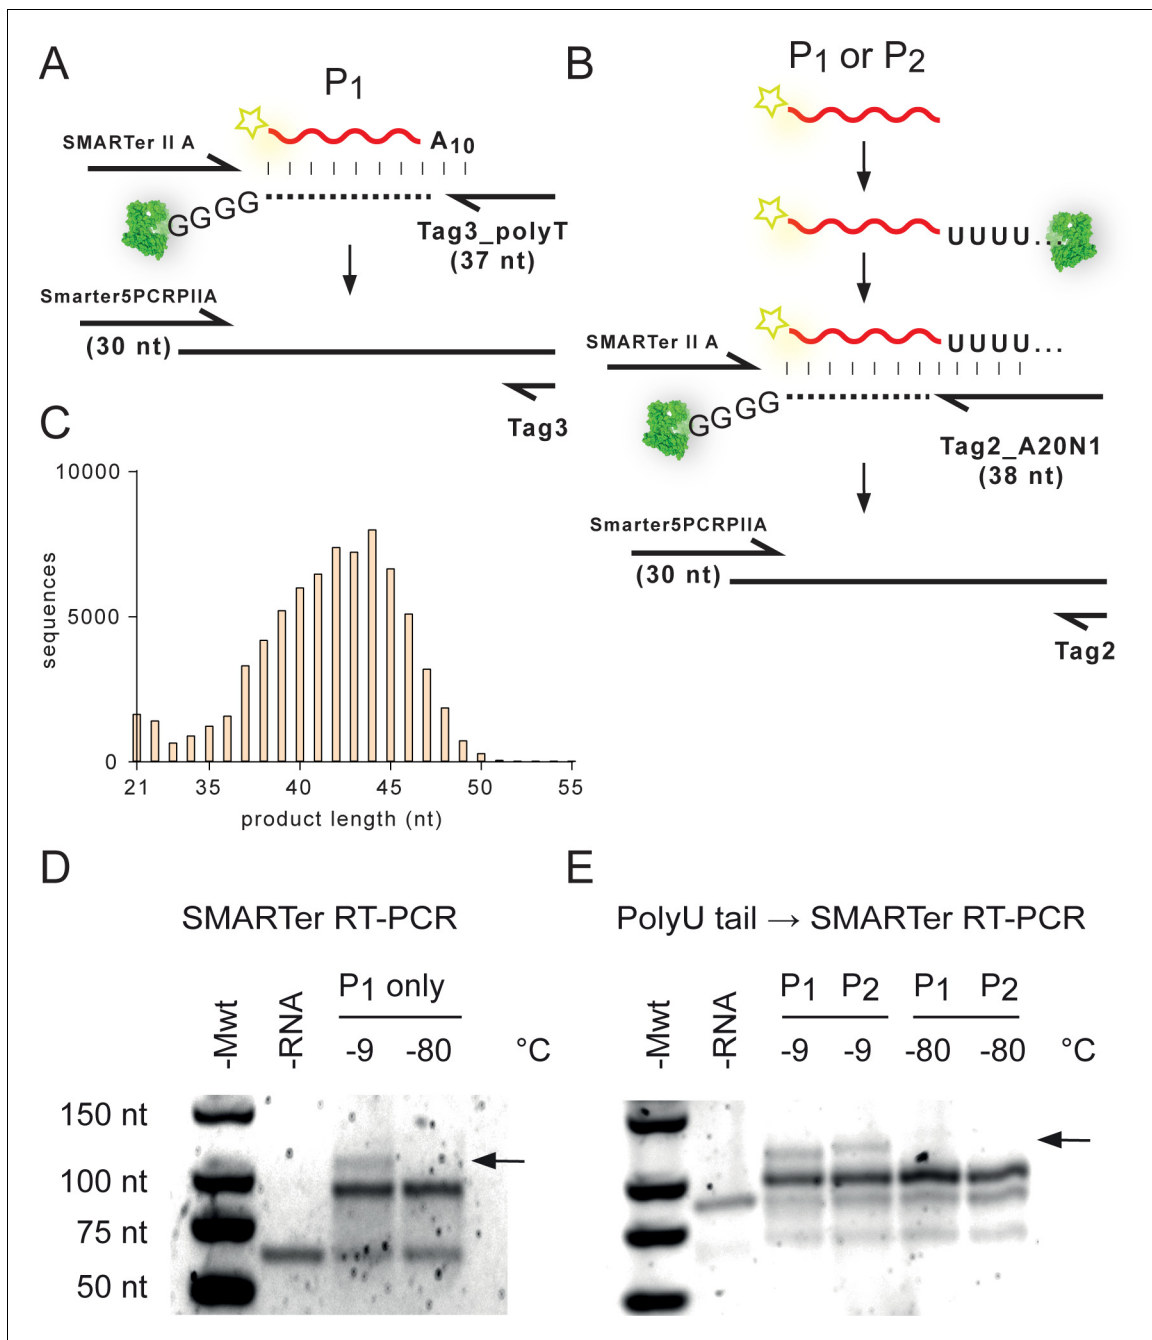 A
P1
SMARTer II A
A10
GGGG
Tag3_polyT
(37 nt)
Smarter5PCRPIIA
(30 nt)
Tag3
B
P1 or P2
UUUU...
UUUU...
SMARTer II A
GGGG
Tag2_A20N1
(38 nt)
Smarter5PCRPIIA
(30 nt)
Tag2
C
10000
5000
0
sequences
21 35 40 45 50 55
product length (nt)
D
SMARTer RT-PCR
-Mwt
-RNA
P1 only
-9 -80 °C
150 nt
100 nt
75 nt
50 nt
E
PolyU tail → SMARTer RT-PCR
-Mwt
-RNA
P1 P2 P1 P2
-9 -9 -80 -80 °C